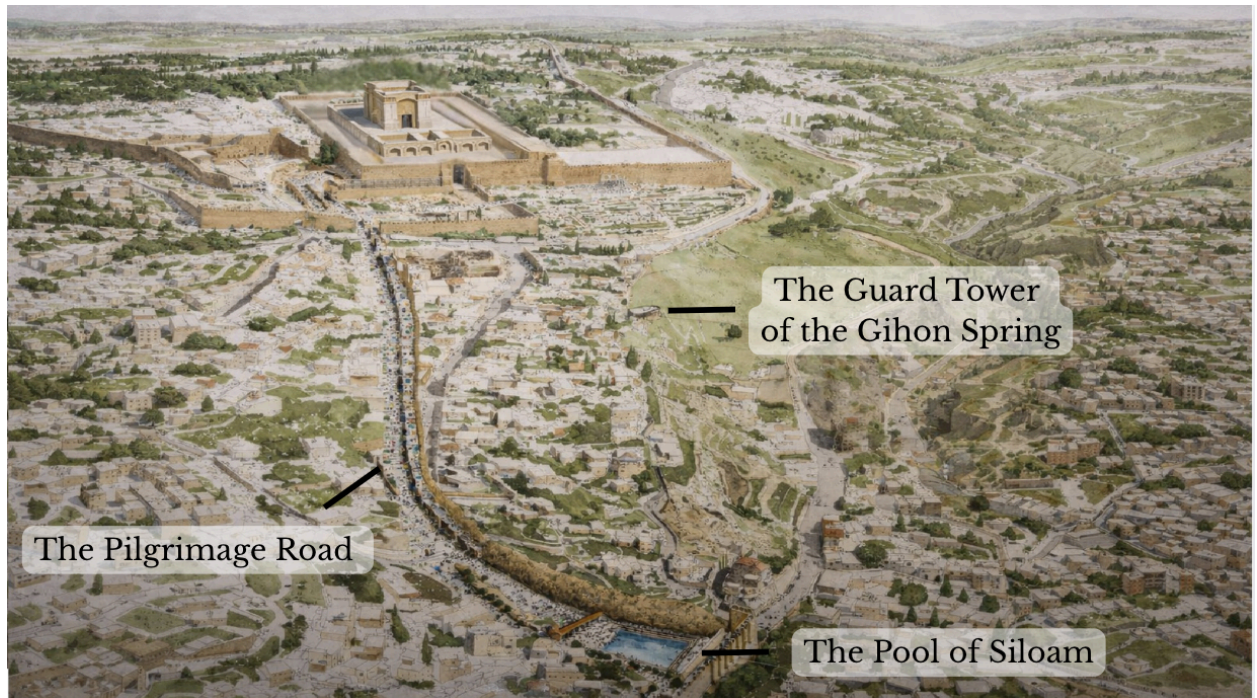 The Guard Tower
of the Gihon Spring
The Pilgrimage Road
The Pool of Siloam